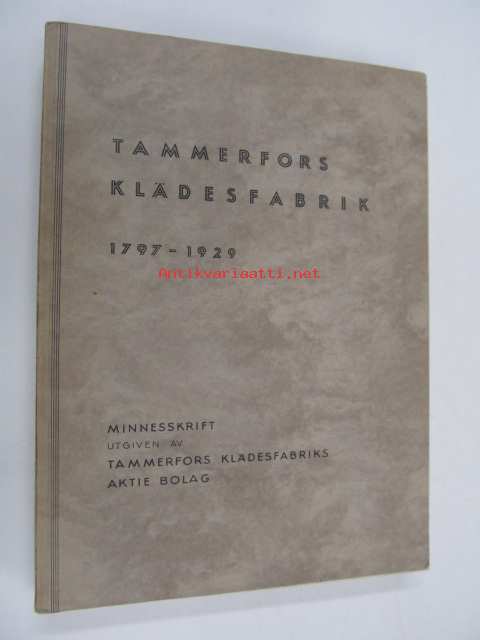 TAMMERFORS
KLÄDESFABRIK
1797-1929
Antikvariaatti.net
MINNESSKRIFT
UTGIVEN AV
TAMMERFORS KLÄDESFABRIKS
AKTIE BOLAG